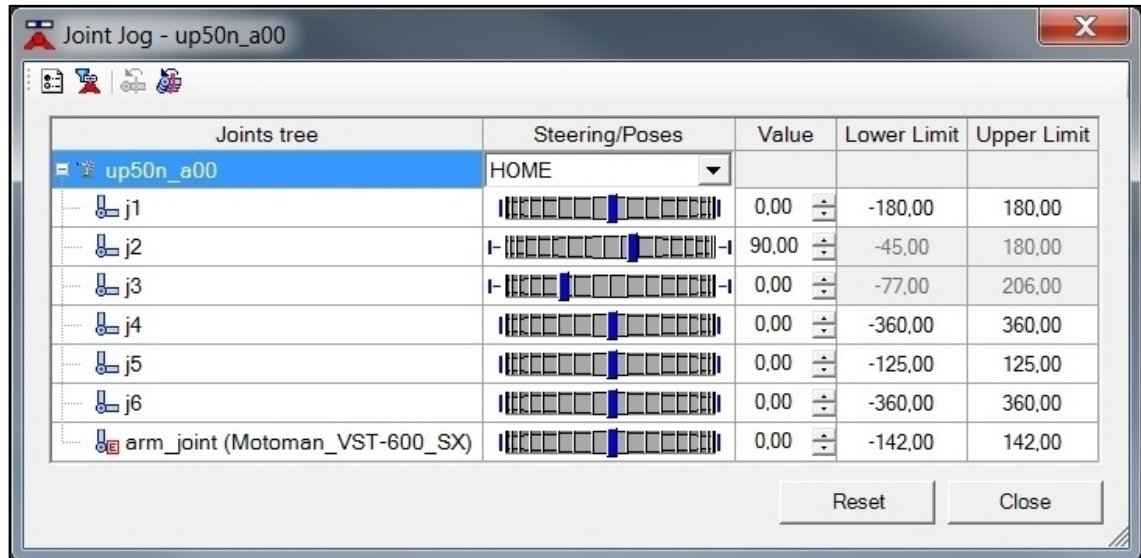 Joint Jog - up50n_a00
Joints tree Steering/Poses Value Lower Limit Upper Limit
up50n_a00 HOME
j1 0,00 -180,00 180,00
j2 90,00 -45,00 180,00
j3 0,00 -77,00 206,00
j4 0,00 -360,00 360,00
j5 0,00 -125,00 125,00
j6 0,00 -360,00 360,00
E arm_joint (Motoman_VST-600_SX) 0,00 -142,00 142,00
Reset Close